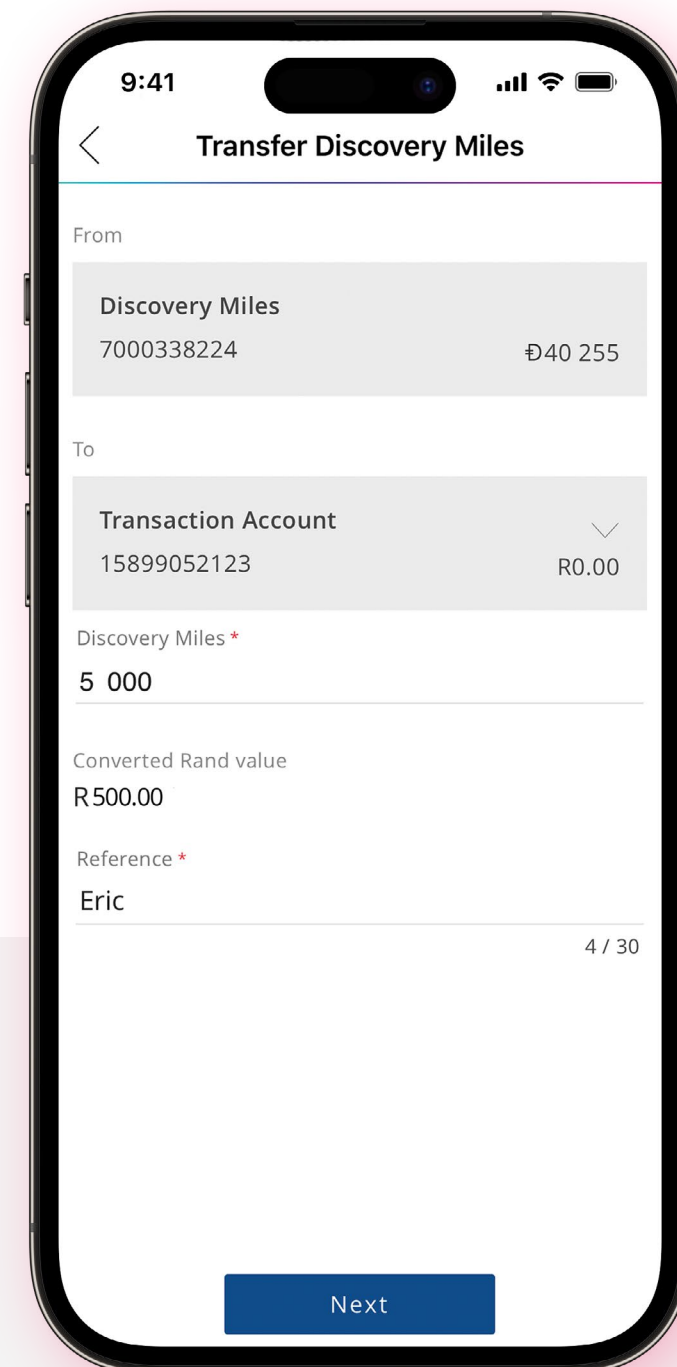 9:41
Transfer Discovery Miles
From
Discovery Miles
7000338224 Đ40 255
To
Transaction Account
15899052123 R0.00
Discovery Miles *
5 000
Converted Rand value
R500.00
Reference *
Eric
4 / 30
Next